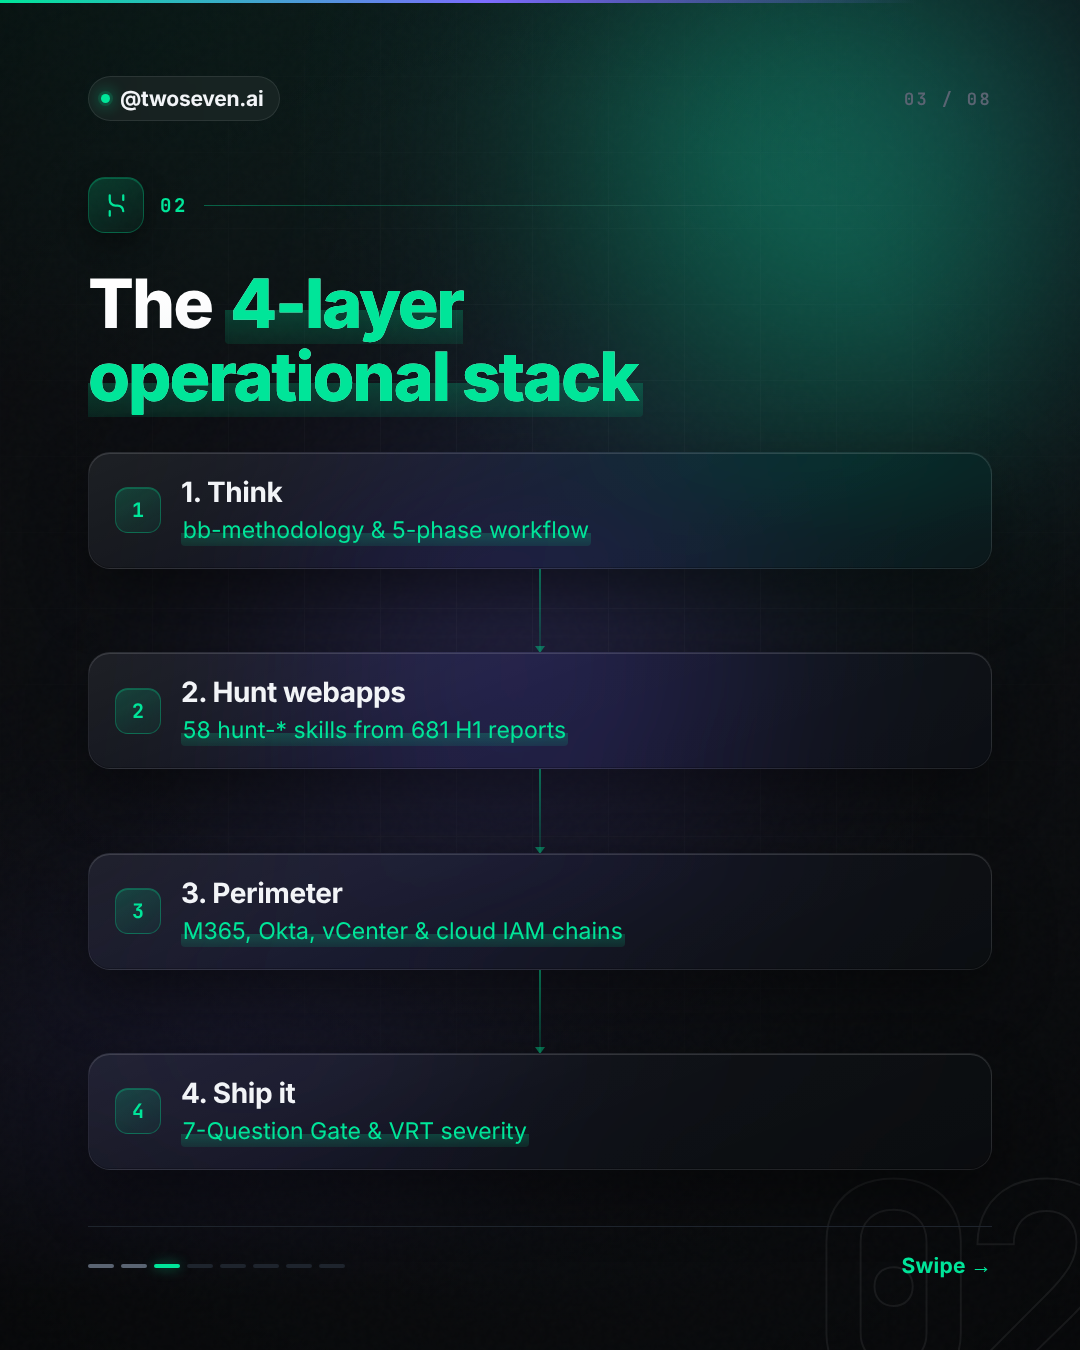 @twoseven.ai
03 / 08
02
The 4-layer
operational stack
1
1. Think
bb-methodology & 5-phase workflow
2
2. Hunt webapps
58 hunt-* skills from 681 H1 reports
3
3. Perimeter
M365, Okta, vCenter & cloud IAM chains
4
4. Ship it
7-Question Gate & VRT severity
02
Swipe →